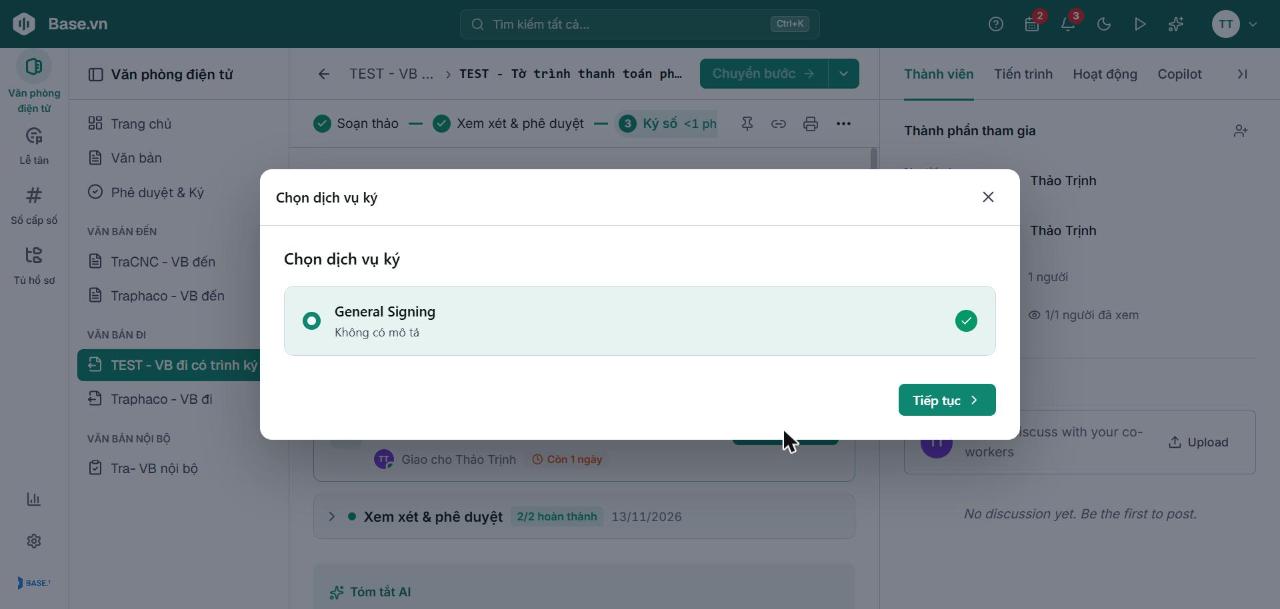 Base.vn
Tìm kiếm tất cả...
Ctrl+K
2
3
TT
Văn phòng điện tử
Lễ tân
Số cấp số
Tủ hồ sơ
BASE
Văn phòng điện tử
Trang chủ
Văn bản
Phê duyệt & Ký
VĂN BẢN ĐẾN
TraCNC - VB đến
Traphaco - VB đến
VĂN BẢN ĐI
TEST - VB đi có trình ký
Traphaco - VB đi
VĂN BẢN NỘI BỘ
Tra- VB nội bộ
TEST - VB ... › TEST - Tờ trình thanh toán ph…
Chuyển bước
Soạn thảo
Xem xét & phê duyệt
3 Ký số <1 ph
Chọn dịch vụ ký
Chọn dịch vụ ký
General Signing
Không có mô tả
Tiếp tục
TT Giao cho Thảo Trịnh
Còn 1 ngày
Xem xét & phê duyệt
2/2 hoàn thành
13/11/2026
Tóm tắt AI
Thành viên
Tiến trình
Hoạt động
Copilot
Thành phần tham gia
Thảo Trịnh
Thảo Trịnh
1 người
1/1 người đã xem
iscuss with your co-
workers
Upload
No discussion yet. Be the first to post.